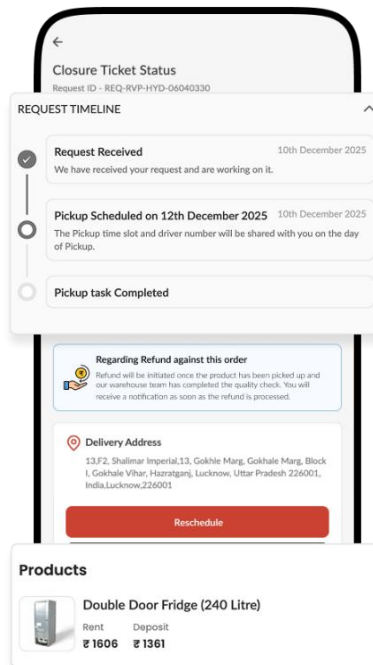 Closure Ticket Status
Request ID - REQ-RVP-HYD-06040330
REQUEST TIMELINE
Request Received
10th December 2025
We have received your request and are working on it.
Pickup Scheduled on 12th December 2025
10th December 2025
The Pickup time slot and driver number will be shared with you on the day
of Pickup.
Pickup task Completed
Regarding Refund against this order
Refund will be initiated once the product has been picked up and
our warehouse team has completed the quality check. You will
receive a notification as soon as the refund is processed.
Delivery Address
13,F2, Shalimar Imperial,13, Gokhle Marg, Gokhale Marg, Block
I, Gokhale Vihar, Hazratganj, Lucknow, Uttar Pradesh 226001,
India,Lucknow,226001
Reschedule
Products
Double Door Fridge (240 Litre)
Rent Deposit
₹ 1606 ₹ 1361